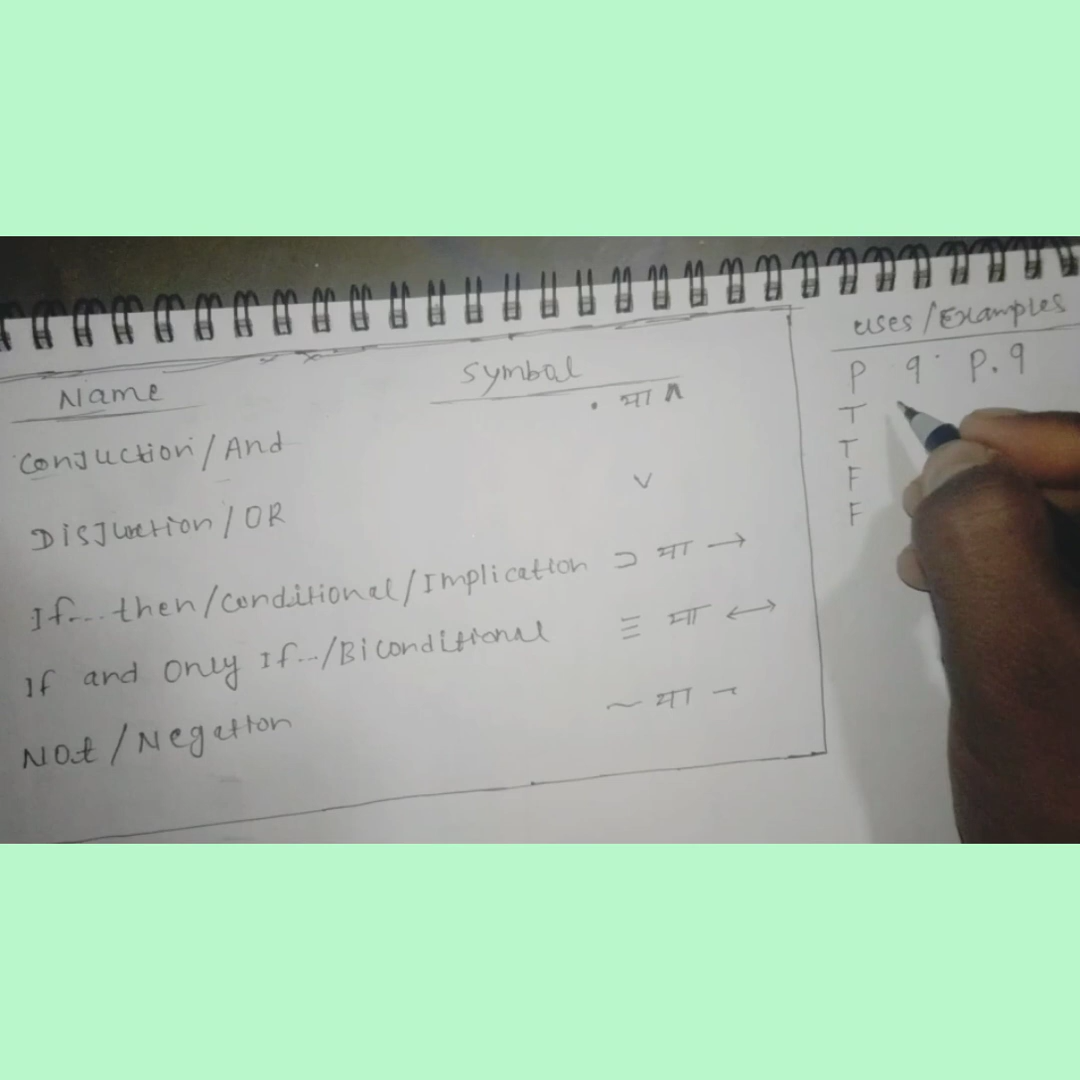 Name Symbol
Conjuction/And . या ∧
Disjuction/OR ∨
If...then/Conditional/Implication ⊃ या →
If and Only If.../Biconditional ≡ या ↔
Not/Negation ~ या ¬
uses/Examples
P q P.q
T
T
F
F